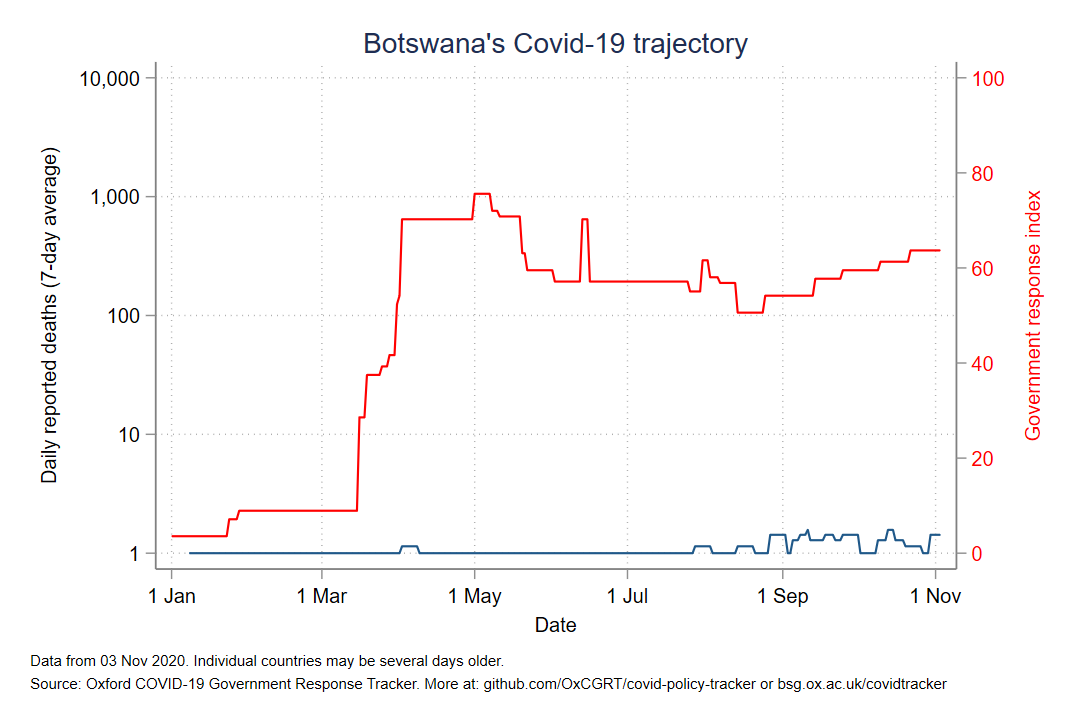 Botswana's Covid-19 trajectory
10,000
1,000
100
10
1
Daily reported deaths (7-day average)
100
80
60
40
20
0
Government response index
1 Jan
1 Mar
1 May
1 Jul
1 Sep
1 Nov
Date
Data from 03 Nov 2020. Individual countries may be several days older.
Source: Oxford COVID-19 Government Response Tracker. More at: github.com/OxCGRT/covid-policy-tracker or bsg.ox.ac.uk/covidtracker